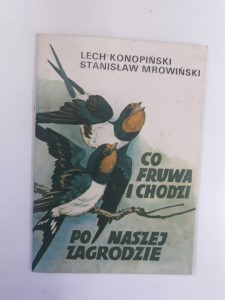 LECH KONOPIŃSKI
STANISŁAW MROWIŃSKI
CO
FRUWA
I CHODZI
PO NASZEJ
ZAGRODZIE